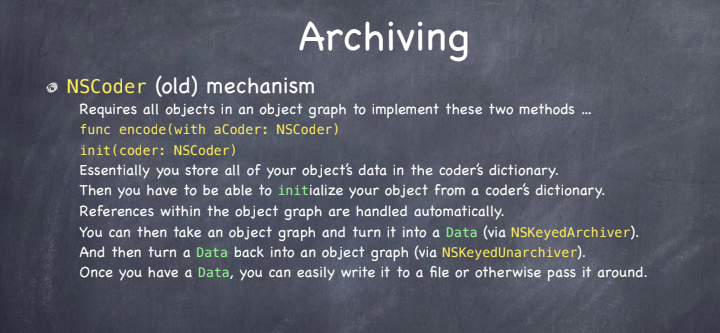 Archiving
NSCoder (old) mechanism
Requires all objects in an object graph to implement these two methods …
func encode(with aCoder: NSCoder)
init(coder: NSCoder)
Essentially you store all of your object's data in the coder's dictionary.
Then you have to be able to initialize your object from a coder's dictionary.
References within the object graph are handled automatically.
You can then take an object graph and turn it into a Data (via NSKeyedArchiver).
And then turn a Data back into an object graph (via NSKeyedUnarchiver).
Once you have a Data, you can easily write it to a file or otherwise pass it around.